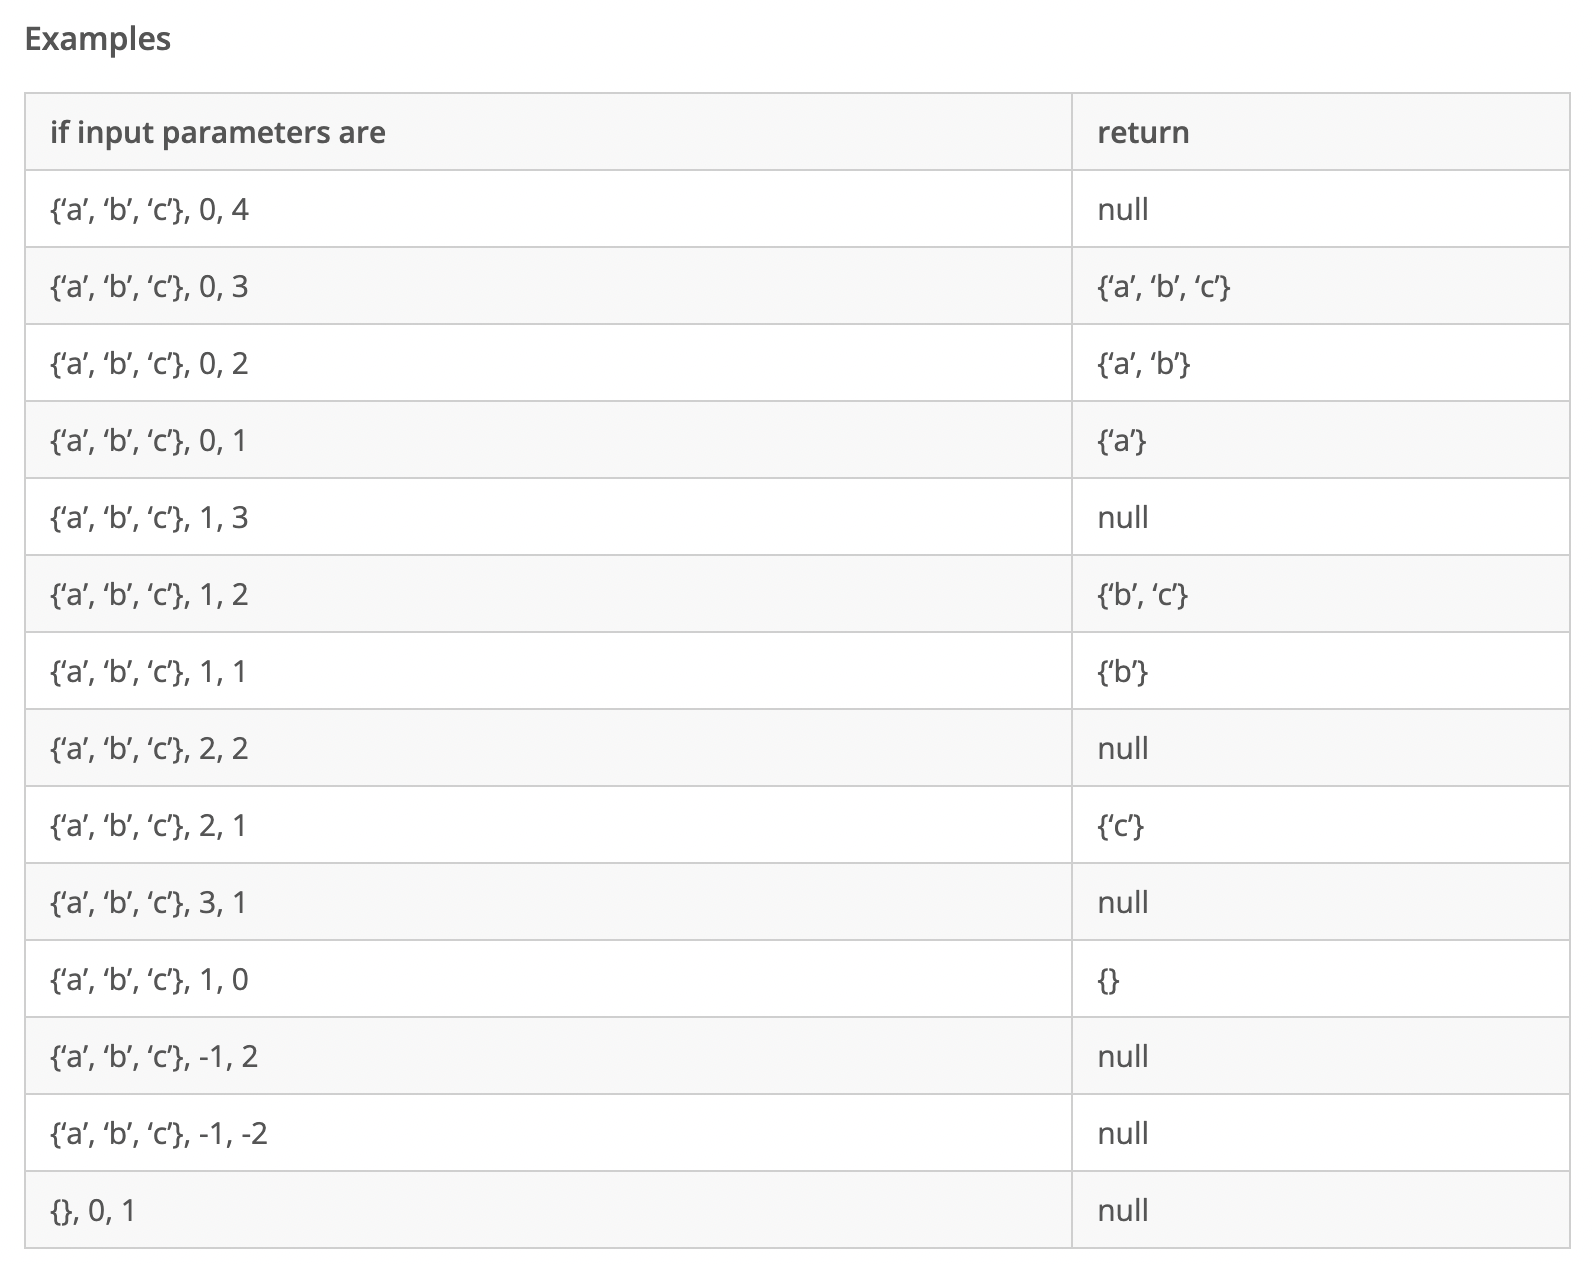 Examples
if input parameters are return
{‘a’, ‘b’, ‘c’}, 0, 4 null
{‘a’, ‘b’, ‘c’}, 0, 3 {‘a’, ‘b’, ‘c’}
{‘a’, ‘b’, ‘c’}, 0, 2 {‘a’, ‘b’}
{‘a’, ‘b’, ‘c’}, 0, 1 {‘a’}
{‘a’, ‘b’, ‘c’}, 1, 3 null
{‘a’, ‘b’, ‘c’}, 1, 2 {‘b’, ‘c’}
{‘a’, ‘b’, ‘c’}, 1, 1 {‘b’}
{‘a’, ‘b’, ‘c’}, 2, 2 null
{‘a’, ‘b’, ‘c’}, 2, 1 {‘c’}
{‘a’, ‘b’, ‘c’}, 3, 1 null
{‘a’, ‘b’, ‘c’}, 1, 0 {}
{‘a’, ‘b’, ‘c’}, -1, 2 null
{‘a’, ‘b’, ‘c’}, -1, -2 null
{}, 0, 1 null